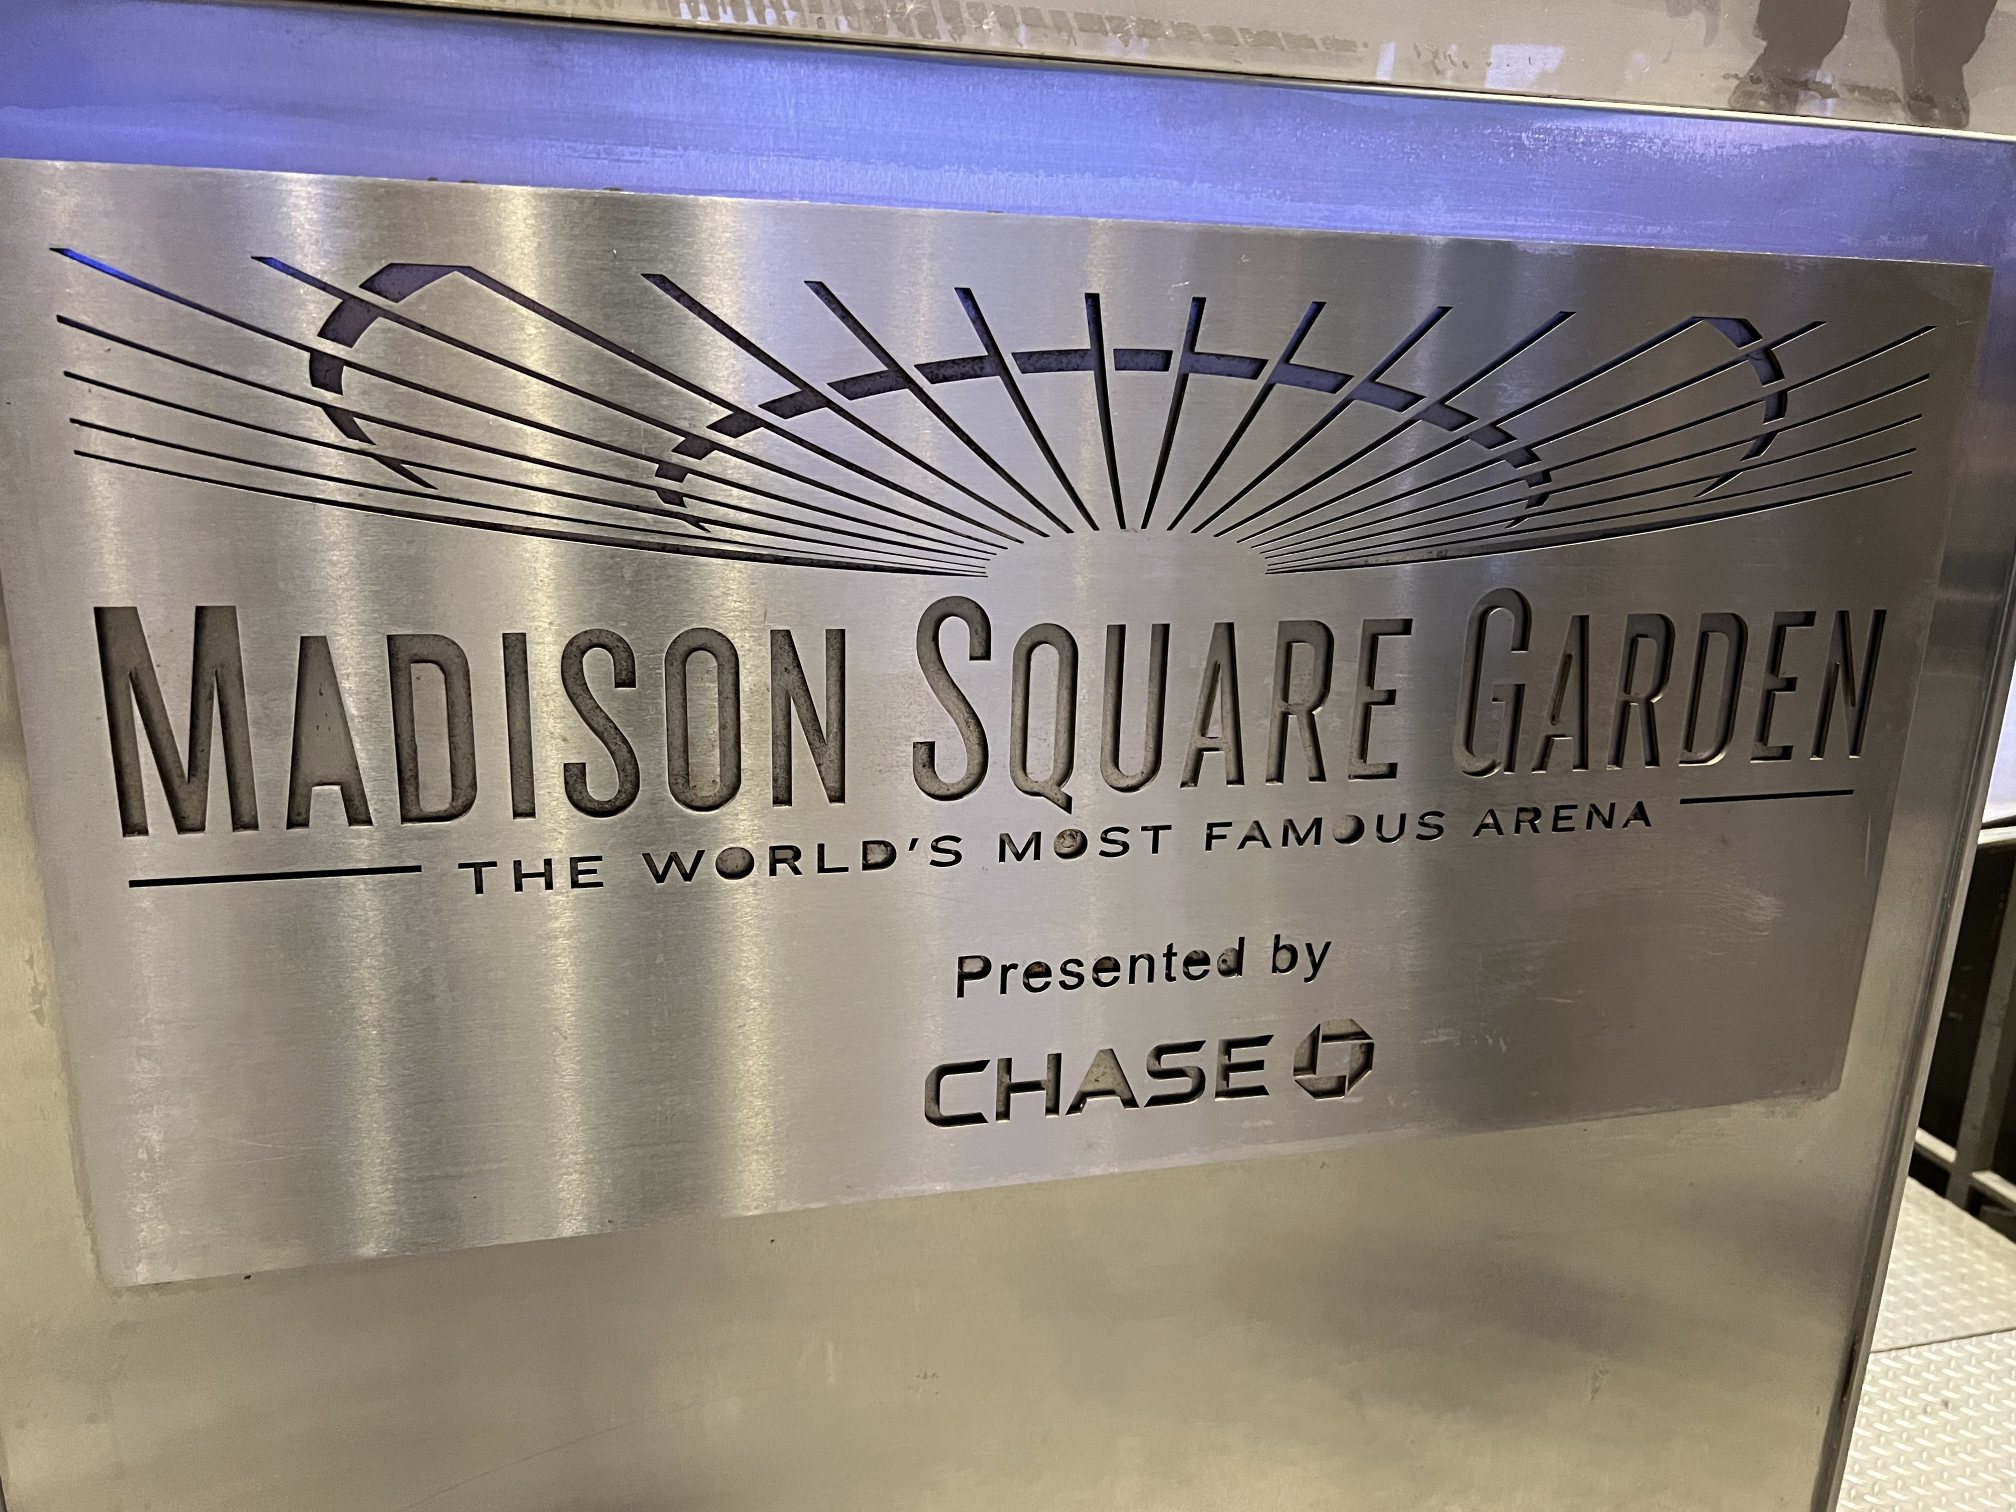 MADISON SQUARE GARDEN
THE WORLD'S MOST FAMOUS ARENA
Presented by
CHASE